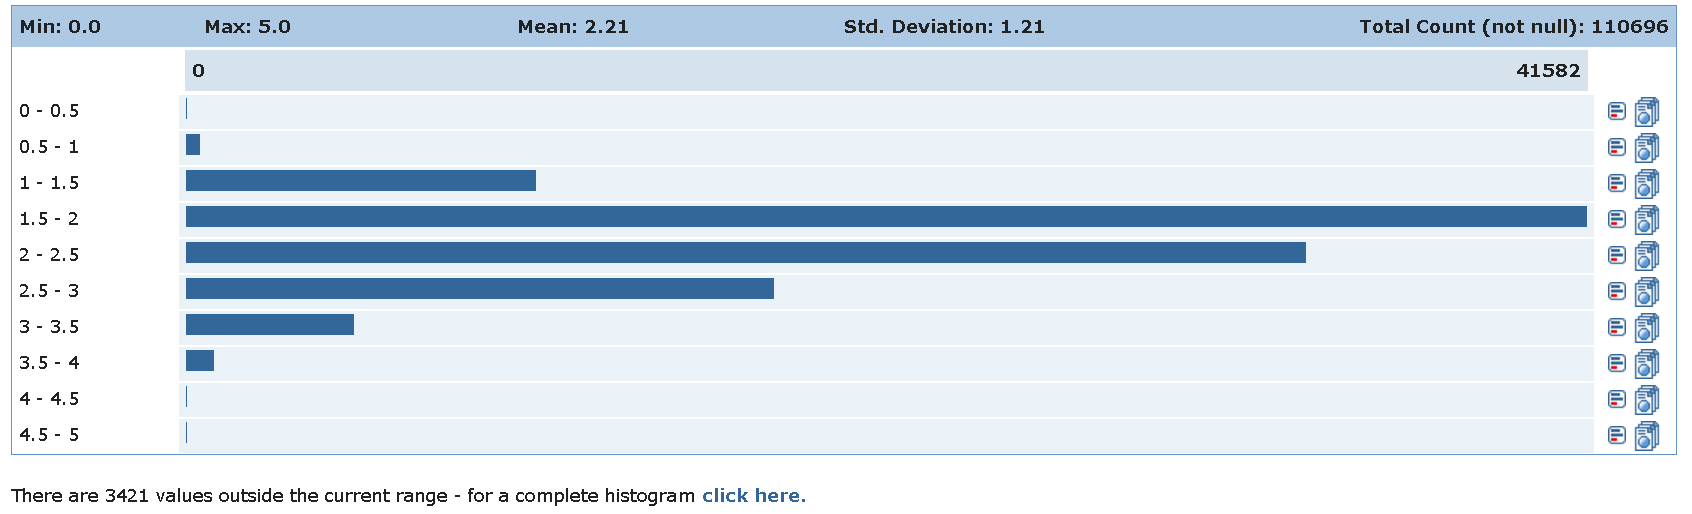 Min: 0.0 Max: 5.0 Mean: 2.21 Std. Deviation: 1.21 Total Count (not null): 110696
0 41582
0 - 0.5
0.5 - 1
1 - 1.5
1.5 - 2
2 - 2.5
2.5 - 3
3 - 3.5
3.5 - 4
4 - 4.5
4.5 - 5
There are 3421 values outside the current range - for a complete histogram click here.